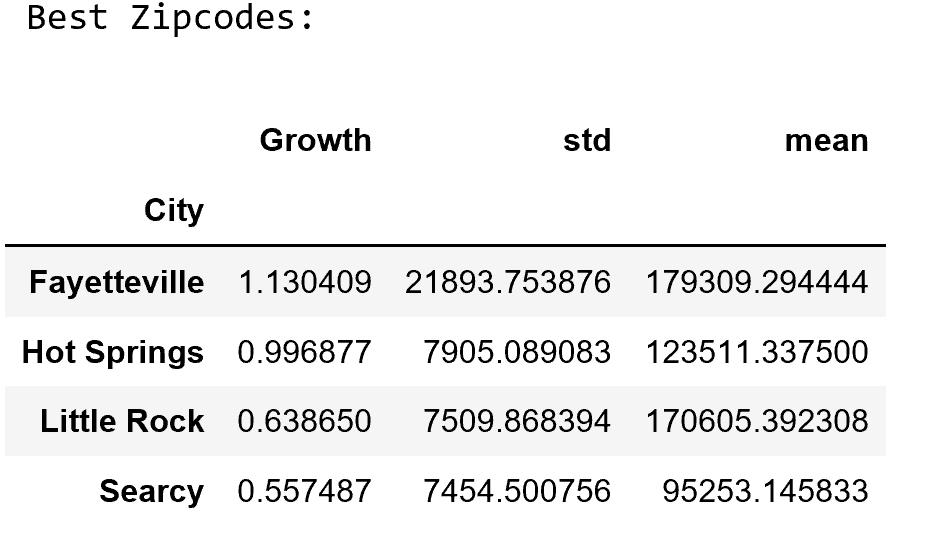 Best Zipcodes:
Growth std mean
City
Fayetteville 1.130409 21893.753876 179309.294444
Hot Springs 0.996877 7905.089083 123511.337500
Little Rock 0.638650 7509.868394 170605.392308
Searcy 0.557487 7454.500756 95253.145833